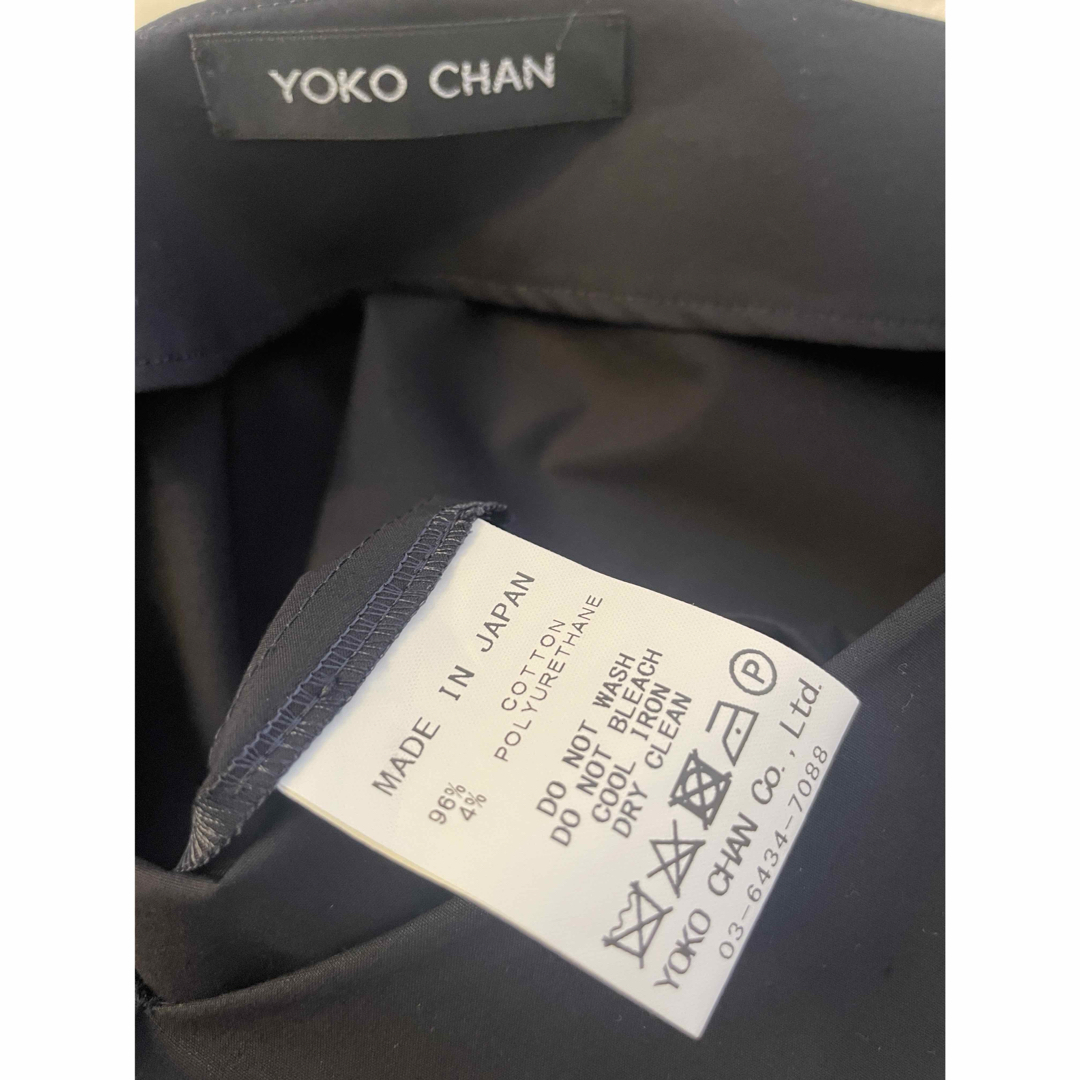 YOKO CHAN
MADE IN JAPAN
96% COTTON
4% POLYURETHANE
DO NOT WASH
DO NOT BLEACH
COOL IRON
DRY CLEAN
P
YOKO CHAN Co., Ltd.
03-6434-7088